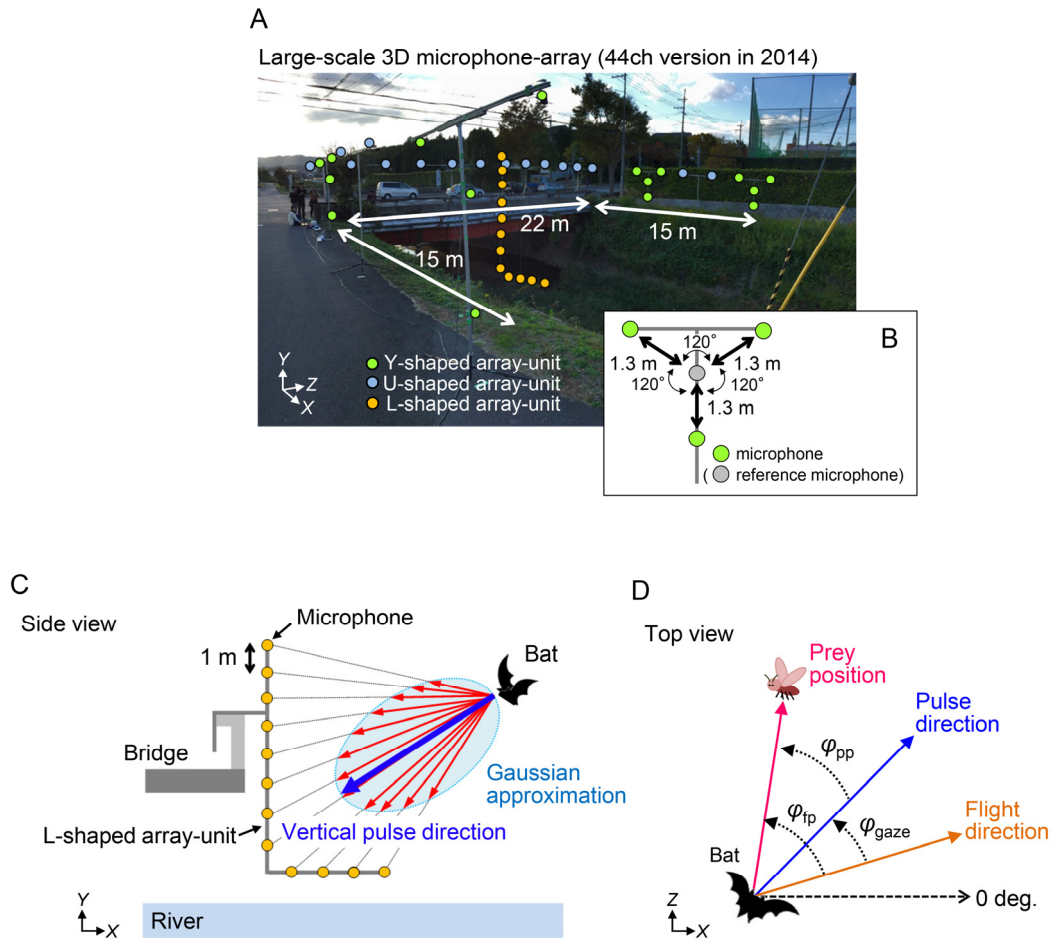 A
Large-scale 3D microphone-array (44ch version in 2014)
22 m
15 m
15 m
Y-shaped array-unit
U-shaped array-unit
L-shaped array-unit
Y
Z
X
B
120°
1.3 m
1.3 m
120°
120°
1.3 m
microphone
( reference microphone)
C
Side view
Microphone
1 m
Bat
Bridge
Gaussian
approximation
L-shaped array-unit
Vertical pulse direction
Y
X
River
D
Top view
Prey
position
Pulse
direction
φpp
φfp
φgaze
Flight
direction
Bat
0 deg.
Z
X